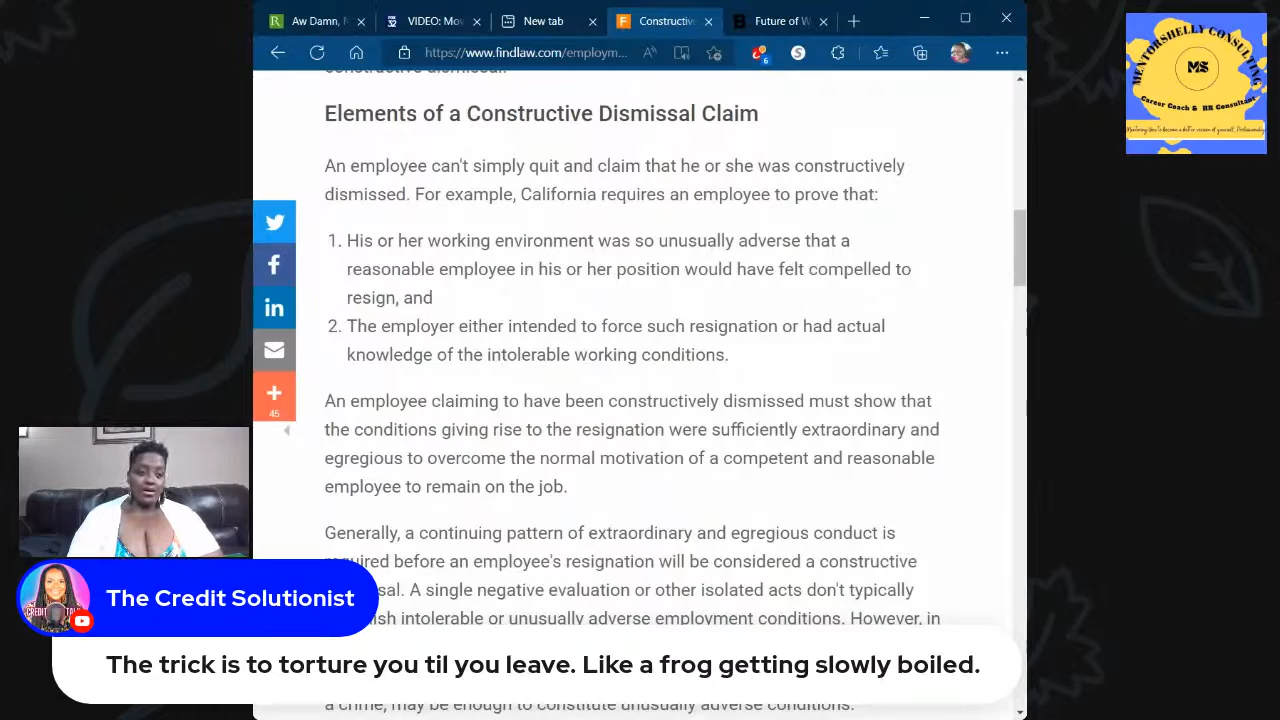 Aw Damn,
VIDEO: Mov
New tab
Constructive
Future of W
https://www.findlaw.com/employm...
6
MENTORSHELLY CONSULTING
MS
Career Coach & HR Consultant
Elements of a Constructive Dismissal Claim
An employee can't simply quit and claim that he or she was constructively
dismissed. For example, California requires an employee to prove that:
1. His or her working environment was so unusually adverse that a
reasonable employee in his or her position would have felt compelled to
resign, and
2. The employer either intended to force such resignation or had actual
knowledge of the intolerable working conditions.
45
An employee claiming to have been constructively dismissed must show that
the conditions giving rise to the resignation were sufficiently extraordinary and
egregious to overcome the normal motivation of a competent and reasonable
employee to remain on the job.
Generally, a continuing pattern of extraordinary and egregious conduct is
before an employee's resignation will be considered a constructive
A single negative evaluation or other isolated acts don't typically
intolerable or unusually adverse employment conditions. However, in
The Credit Solutionist
The trick is to torture you til you leave. Like a frog getting slowly boiled.
a crime, may be enough to constitute unusually adverse conditions.